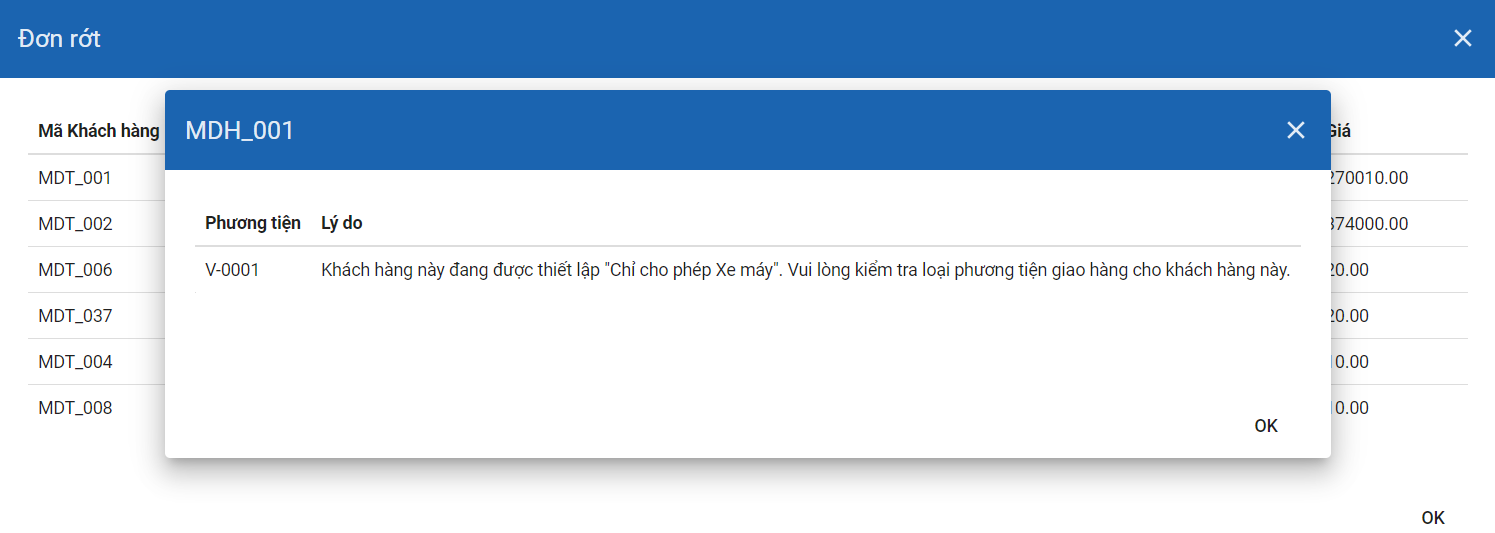 Đơn rớt
MDH_001
Mã Khách hàng
Giá
Phương tiện Lý do
V-0001 Khách hàng này đang được thiết lập "Chỉ cho phép Xe máy". Vui lòng kiểm tra loại phương tiện giao hàng cho khách hàng này.
OK
MDT_001 270010.00
MDT_002 374000.00
MDT_006 20.00
MDT_037 20.00
MDT_004 10.00
MDT_008 10.00
OK